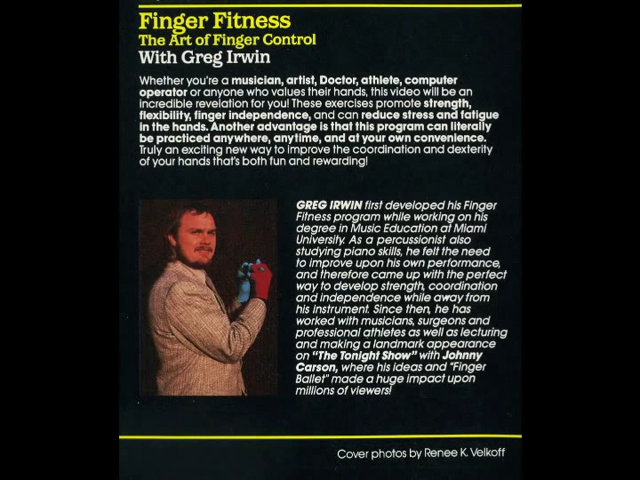 Finger Fitness
The Art of Finger Control
With Greg Irwin
Whether you're a musician, artist, Doctor, athlete, computer
operator or anyone who values their hands, this video will be an
incredible revelation for you! These exercises promote strength,
flexibility, finger independence, and can reduce stress and fatigue
in the hands. Another advantage is that this program can literally
be practiced anywhere, anytime, and at your own convenience.
Truly an exciting new way to improve the coordination and dexterity
of your hands that's both fun and rewarding!
GREG IRWIN first developed his Finger
Fitness program while working on his
degree in Music Education at Miami
University. As a percussionist also
studying piano skills, he felt the need
to improve upon his own performance,
and therefore came up with the perfect
way to develop strength, coordination
and independence while away from
his instrument. Since then, he has
worked with musicians, surgeons and
professional athletes as well as lecturing
and making a landmark appearance
on "The Tonight Show" with Johnny
Carson, where his ideas and "Finger
Ballet" made a huge impact upon
millions of viewers!
Cover photos by Renee K. Velkoff